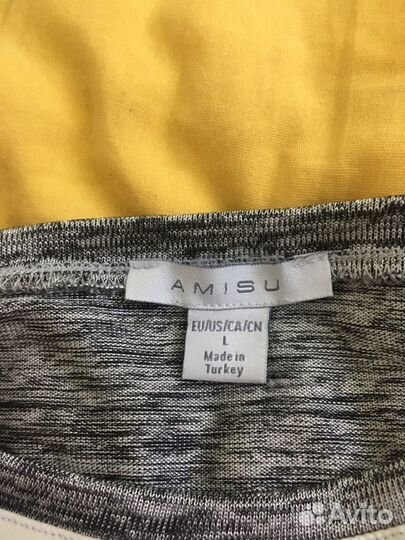 AMISU
EU/US/CA/CN
L
Made in
Turkey
Avito